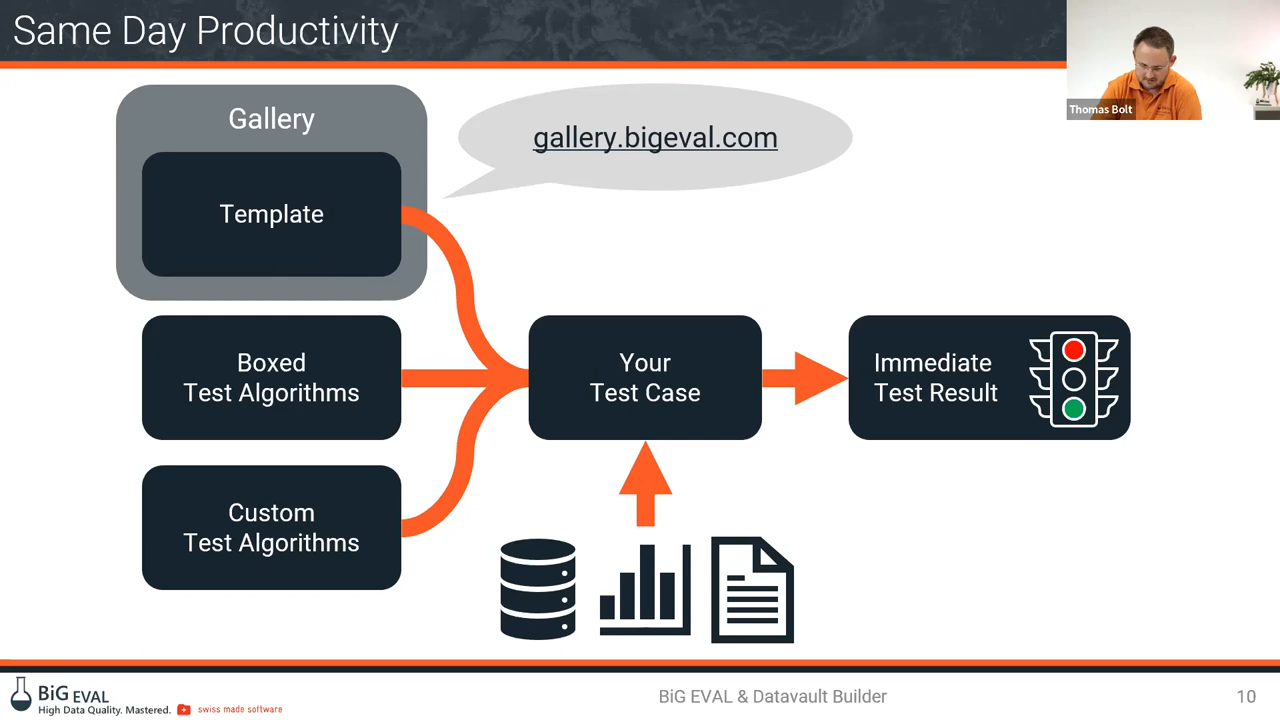 Same Day Productivity
Thomas Bolt
Gallery
gallery.bigeval.com
Template
Boxed
Test Algorithms
Your
Test Case
Immediate
Test Result
Custom
Test Algorithms
BiG EVAL
High Data Quality. Mastered.
swiss made software
BiG EVAL & Datavault Builder
10